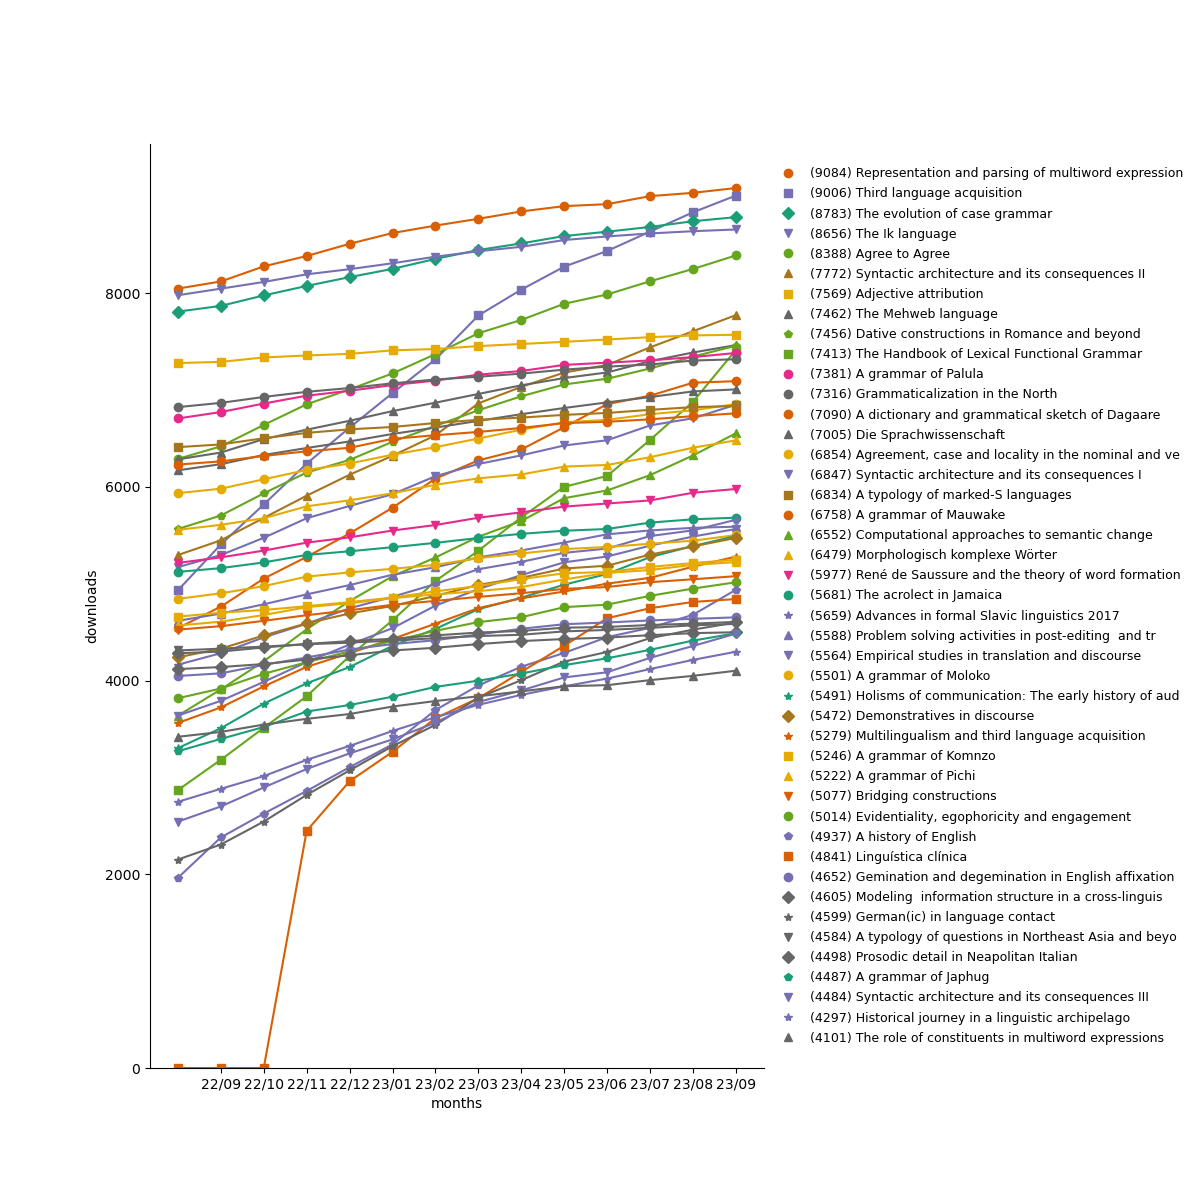 (9084) Representation and parsing of multiword expression
(9006) Third language acquisition
(8783) The evolution of case grammar
(8656) The Ik language
(8388) Agree to Agree
(7772) Syntactic architecture and its consequences II
(7569) Adjective attribution
(7462) The Mehweb language
(7456) Dative constructions in Romance and beyond
(7413) The Handbook of Lexical Functional Grammar
(7381) A grammar of Palula
(7316) Grammaticalization in the North
(7090) A dictionary and grammatical sketch of Dagaare
(7005) Die Sprachwissenschaft
(6854) Agreement, case and locality in the nominal and ve
(6847) Syntactic architecture and its consequences I
(6834) A typology of marked-S languages
(6758) A grammar of Mauwake
(6552) Computational approaches to semantic change
(6479) Morphologisch komplexe Wörter
(5977) René de Saussure and the theory of word formation
(5681) The acrolect in Jamaica
(5659) Advances in formal Slavic linguistics 2017
(5588) Problem solving activities in post-editing  and tr
(5564) Empirical studies in translation and discourse
(5501) A grammar of Moloko
(5491) Holisms of communication: The early history of aud
(5472) Demonstratives in discourse
(5279) Multilingualism and third language acquisition
(5246) A grammar of Komnzo
(5222) A grammar of Pichi
(5077) Bridging constructions
(5014) Evidentiality, egophoricity and engagement
(4937) A history of English
(4841) Linguística clínica
(4652) Gemination and degemination in English affixation
(4605) Modeling  information structure in a cross-linguis
(4599) German(ic) in language contact
(4584) A typology of questions in Northeast Asia and beyo
(4498) Prosodic detail in Neapolitan Italian
(4487) A grammar of Japhug
(4484) Syntactic architecture and its consequences III
(4297) Historical journey in a linguistic archipelago
(4101) The role of constituents in multiword expressions
8000
6000
4000
2000
0
downloads
22/09 22/10 22/11 22/12 23/01 23/02 23/03 23/04 23/05 23/06 23/07 23/08 23/09
months